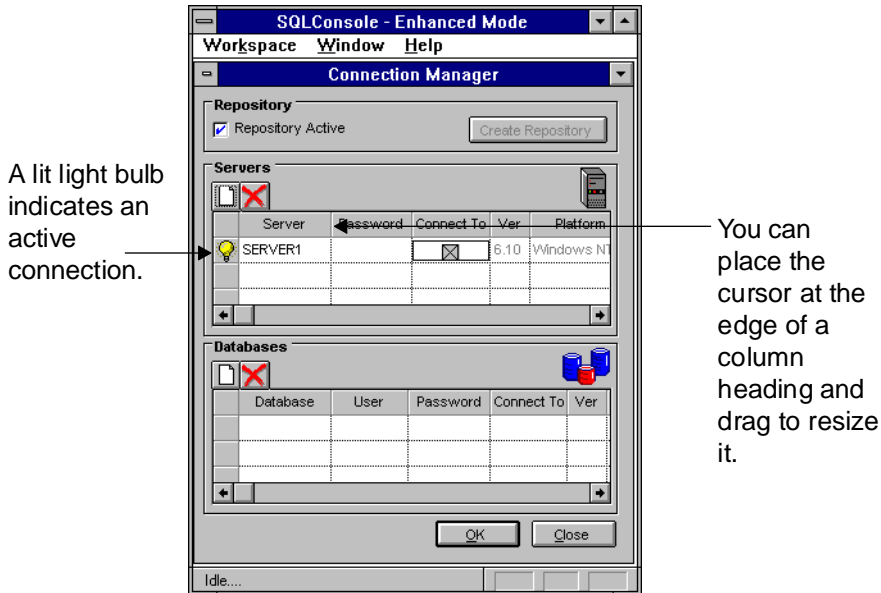 SQLConsole - Enhanced Mode
Workspace Window Help
Connection Manager
Repository
Repository Active
Create Repository
A lit light bulb
indicates an
active
connection.
Servers
Server Password Connect To Ver Platform
SERVER1 6.10 Windows NT
You can
place the
cursor at the
edge of a
column
heading and
drag to resize
it.
Databases
Database User Password Connect To Ver
OK Close
Idle....